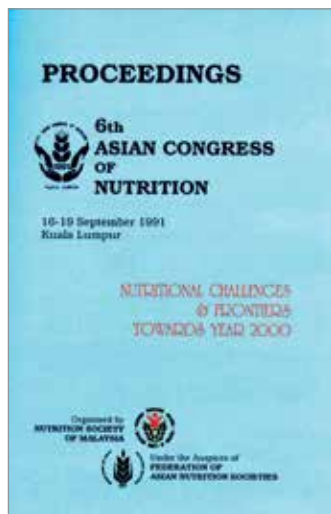 PROCEEDINGS
6th
ASIAN CONGRESS
OF
NUTRITION
16-19 September 1991
Kuala Lumpur
NUTRITIONAL CHALLENGES
& FRONTIERS
TOWARDS YEAR 2000
Organised by
NUTRITION SOCIETY
OF MALAYSIA
Under the Auspices of
FEDERATION OF
ASIAN NUTRITION SOCIETIES